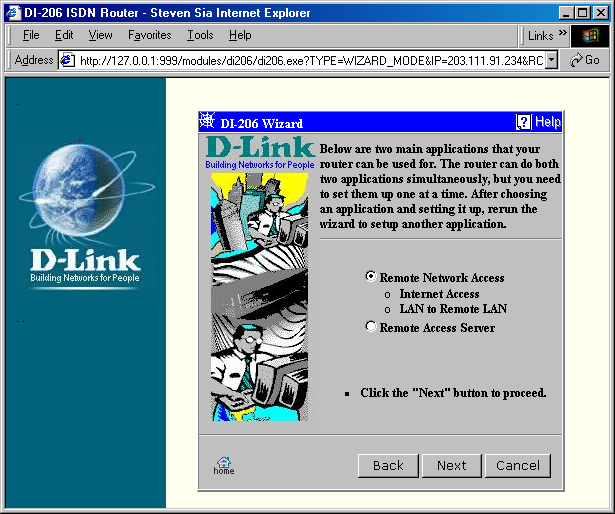 DI-206 ISDN Router - Steven Sia Internet Explorer
File Edit View Favorites Tools Help Links »
Address http://127.0.0.1:999/modules/di206/di206.exe?TYPE=WIZARD_MODE&IP=203.111.91.234&RC Go
D-Link
Building Networks for People
DI-206 Wizard ? Help
D-Link
Building Networks for People
Below are two main applications that your
router can be used for. The router can do both
two applications simultaneously, but you need
to set them up one at a time. After choosing
an application and setting it up, rerun the
wizard to setup another application.
Remote Network Access
o Internet Access
o LAN to Remote LAN
Remote Access Server
Click the "Next" button to proceed.
home
Back Next Cancel